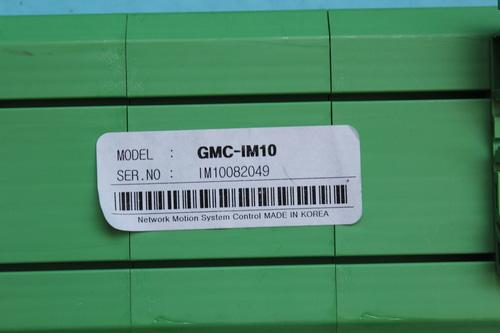 MODEL : GMC-IM10
SER.NO : IM10082049
Network Motion System Control MADE IN KOREA